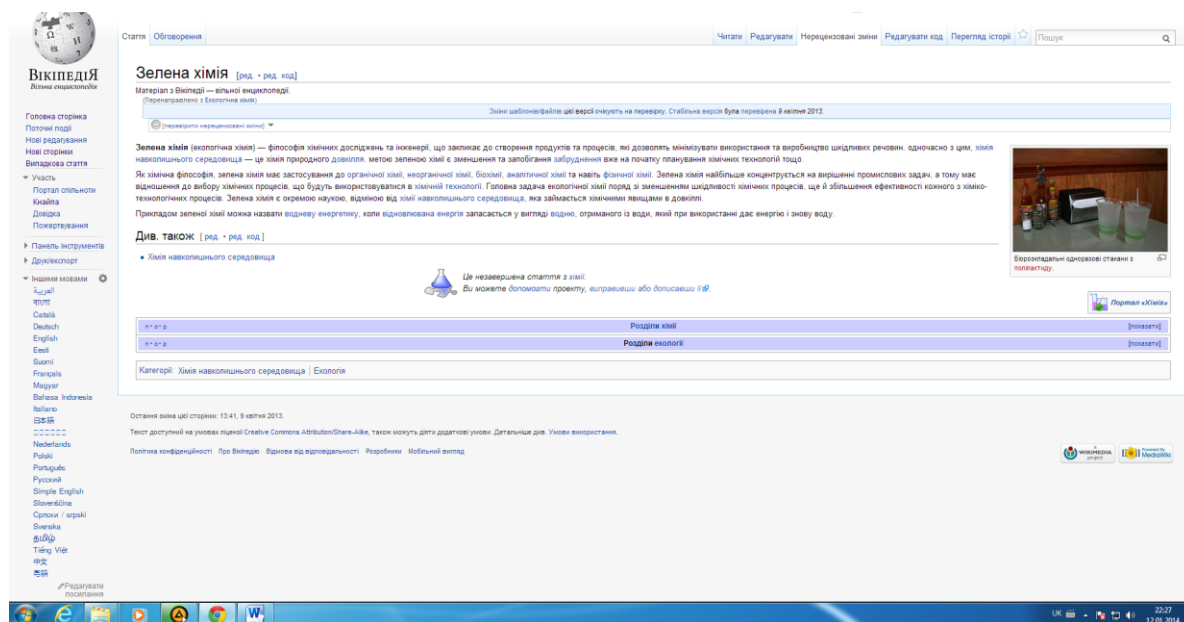 Стаття Обговорення
Читати Редагувати Нерецензовані зміни Редагувати код Перегляд історії Пошук
ВікіпедіЯ
Вільна енциклопедія
Головна сторінка
Поточні події
Нові редагування
Нові сторінки
Випадкова стаття
Участь
Портал спільноти
Кнайпа
Довідка
Пожертвування
Панель інструментів
Друк/експорт
Іншими мовами
العربية
বাংলা
Català
Deutsch
English
Eesti
Suomi
Français
Magyar
Bahasa Indonesia
Italiano
日本語
Nederlands
Polski
Português
Русский
Simple English
Slovenščina
Српски / srpski
Svenska
தமிழ்
Tiếng Việt
中文
粵語
Редагувати
посилання
Зелена хімія [ред. • ред. код]
Матеріал з Вікіпедії — вільної енциклопедії.
(Перенаправлено з Екологічна хімія)
Зміни шаблонів/файлів цієї версії очікують на перевірку. Стабільна версія була перевірена 9 квітня 2013.
[перевірити нерецензовані зміни]
Зелена хімія (екологічна хімія) — філософія хімічних досліджень та інженерії, що закликає до створення продуктів та процесів, які дозволять мінімізувати використання та виробництво шкідливих речовин. одночасно з цим, хімія
навколишнього середовища — це хімія природного довкілля. метою зеленою хімії є зменшення та запобігання забруднення вже на початку планування хімічних технологій тощо.
Як хімічна філософія, зелена хімія має застосування до органічної хімії, неорганічної хімії, біохімії, аналітичної хімії та навіть фізичної хімії. Зелена хімія найбільше концентрується на вирішенні промислових задач, а тому має
відношення до вибору хімічних процесів, що будуть використовуватися в хімічній технології. Головна задача екологічної хімії поряд зі зменшенням шкідливості хімічних процесів, ще й збільшення ефективності кожного з хіміко-
технологічних процесів. Зелена хімія є окремою наукою, відміною від хімії навколишнього середовища, яка займається хімічними явищами в довкіллі.
Прикладом зеленої хімії можна назвати водневу енергетику, коли відновлювана енергія запасається у вигляді водню, отриманого із води, який при використанні дає енергію і знову воду.
Біорозкладальні одноразові стакани з
полілактиду.
Див. також [ред. • ред. код]
Хімія навколишнього середовища
Це незавершена стаття з хімії.
Ви можете допомогти проекту, виправивши або дописавши її.
Портал «Хімія»
п • о • р Розділи хімії [показати]
п • о • р Розділи екології [показати]
Категорії: Хімія навколишнього середовища | Екологія
Остання зміна цієї сторінки: 13:41, 9 квітня 2013.
Текст доступний на умовах ліцензії Creative Commons Attribution/Share-Alike, також можуть діяти додаткові умови. Детальніше див. Умови використання.
Політика конфіденційності Про Вікіпедію Відмова від відповідальності Розробники Мобільний вигляд
WIKIMEDIA project
Powered By MediaWiki
UK 22:27
12.01.2014